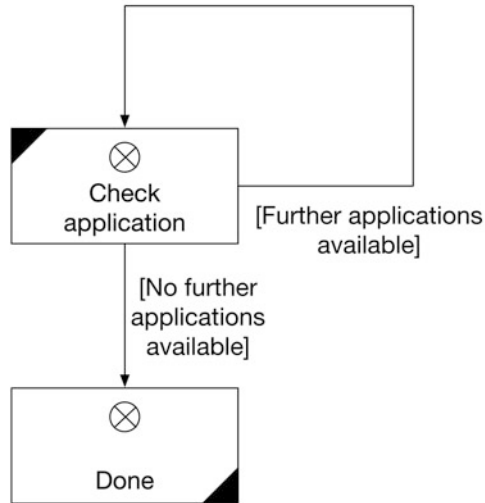 Check
application
[Further applications
available]
[No further
applications
available]
Done